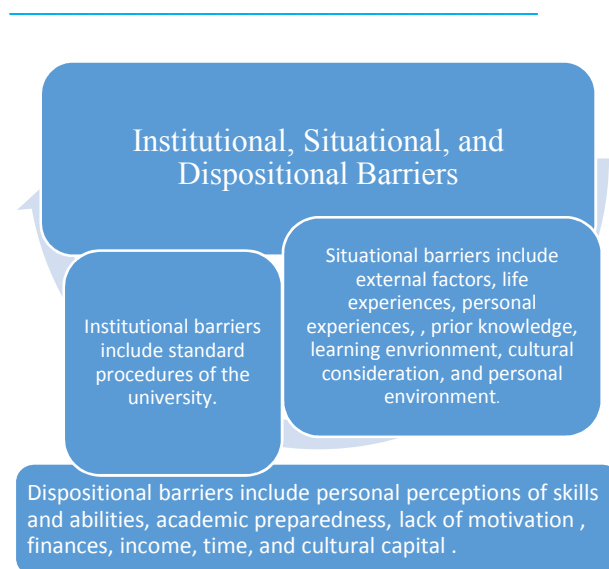 Institutional, Situational, and
Dispositional Barriers
Institutional barriers
include standard
procedures of the
university.
Situational barriers include
external factors, life
experiences, personal
experiences, , prior knowledge,
learning envrionment, cultural
consideration, and personal
environment.
Dispositional barriers include personal perceptions of skills
and abilities, academic preparedness, lack of motivation ,
finances, income, time, and cultural capital .